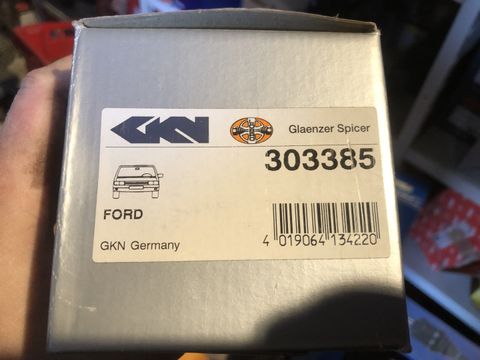 GKN
Glaenzer Spicer
303385
FORD
GKN Germany
4 019064 134220